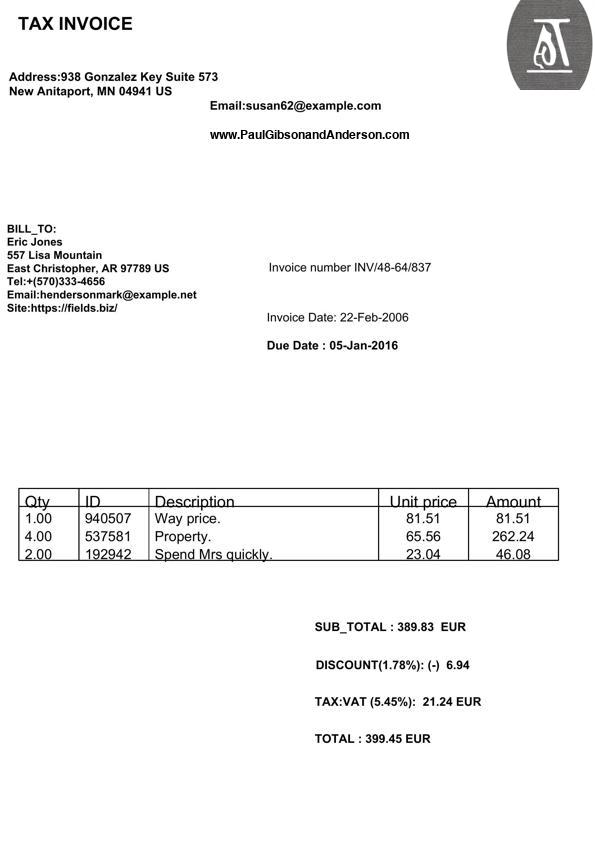 TAX INVOICE
Address:938 Gonzalez Key Suite 573
New Anitaport, MN 04941 US
Email:susan62@example.com
www.PaulGibsonandAnderson.com
BILL_TO:
Eric Jones
557 Lisa Mountain
East Christopher, AR 97789 US
Tel:+(570)333-4656
Email:hendersonmark@example.net
Site:https://fields.biz/
Invoice number INV/48-64/837
Invoice Date: 22-Feb-2006
Due Date : 05-Jan-2016
Qty ID Description Unit price Amount
1.00 940507 Way price. 81.51 81.51
4.00 537581 Property. 65.56 262.24
2.00 192942 Spend Mrs quickly. 23.04 46.08
SUB_TOTAL : 389.83 EUR
DISCOUNT(1.78%): (-) 6.94
TAX:VAT (5.45%): 21.24 EUR
TOTAL : 399.45 EUR